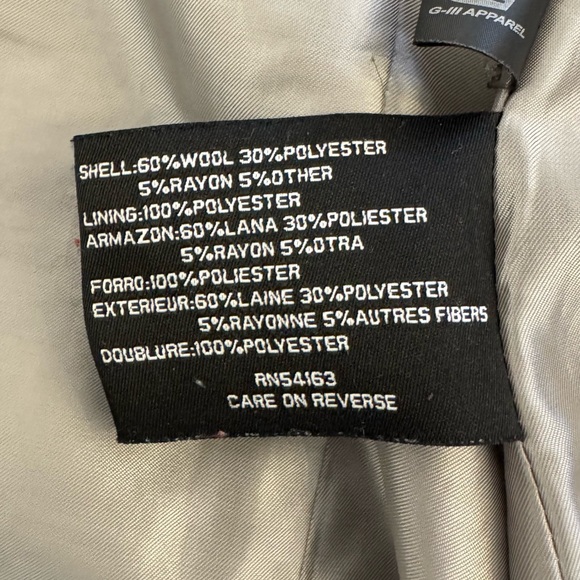 G-III APPAREL
SHELL:60%WOOL 30%POLYESTER
5%RAYON 5%OTHER
LINING:100%POLYESTER
ARMAZON:60%LANA 30%POLIESTER
5%RAYON 5%OTRA
FORRO:100%POLIESTER
EXTERIEUR:60%LAINE 30%POLYESTER
5%RAYONNE 5%AUTRES FIBERS
DOUBLURE:100%POLYESTER
RN54163
CARE ON REVERSE